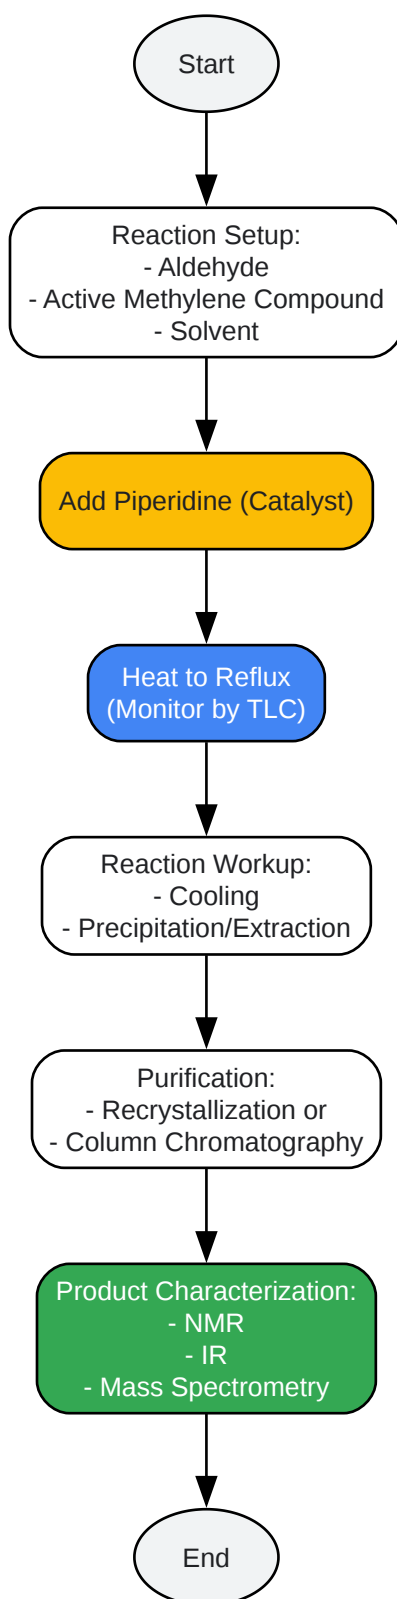 Start
Reaction Setup:
- Aldehyde
- Active Methylene Compound
- Solvent
Add Piperidine (Catalyst)
Heat to Reflux
(Monitor by TLC)
Reaction Workup:
- Cooling
- Precipitation/Extraction
Purification:
- Recrystallization or
- Column Chromatography
Product Characterization:
- NMR
- IR
- Mass Spectrometry
End